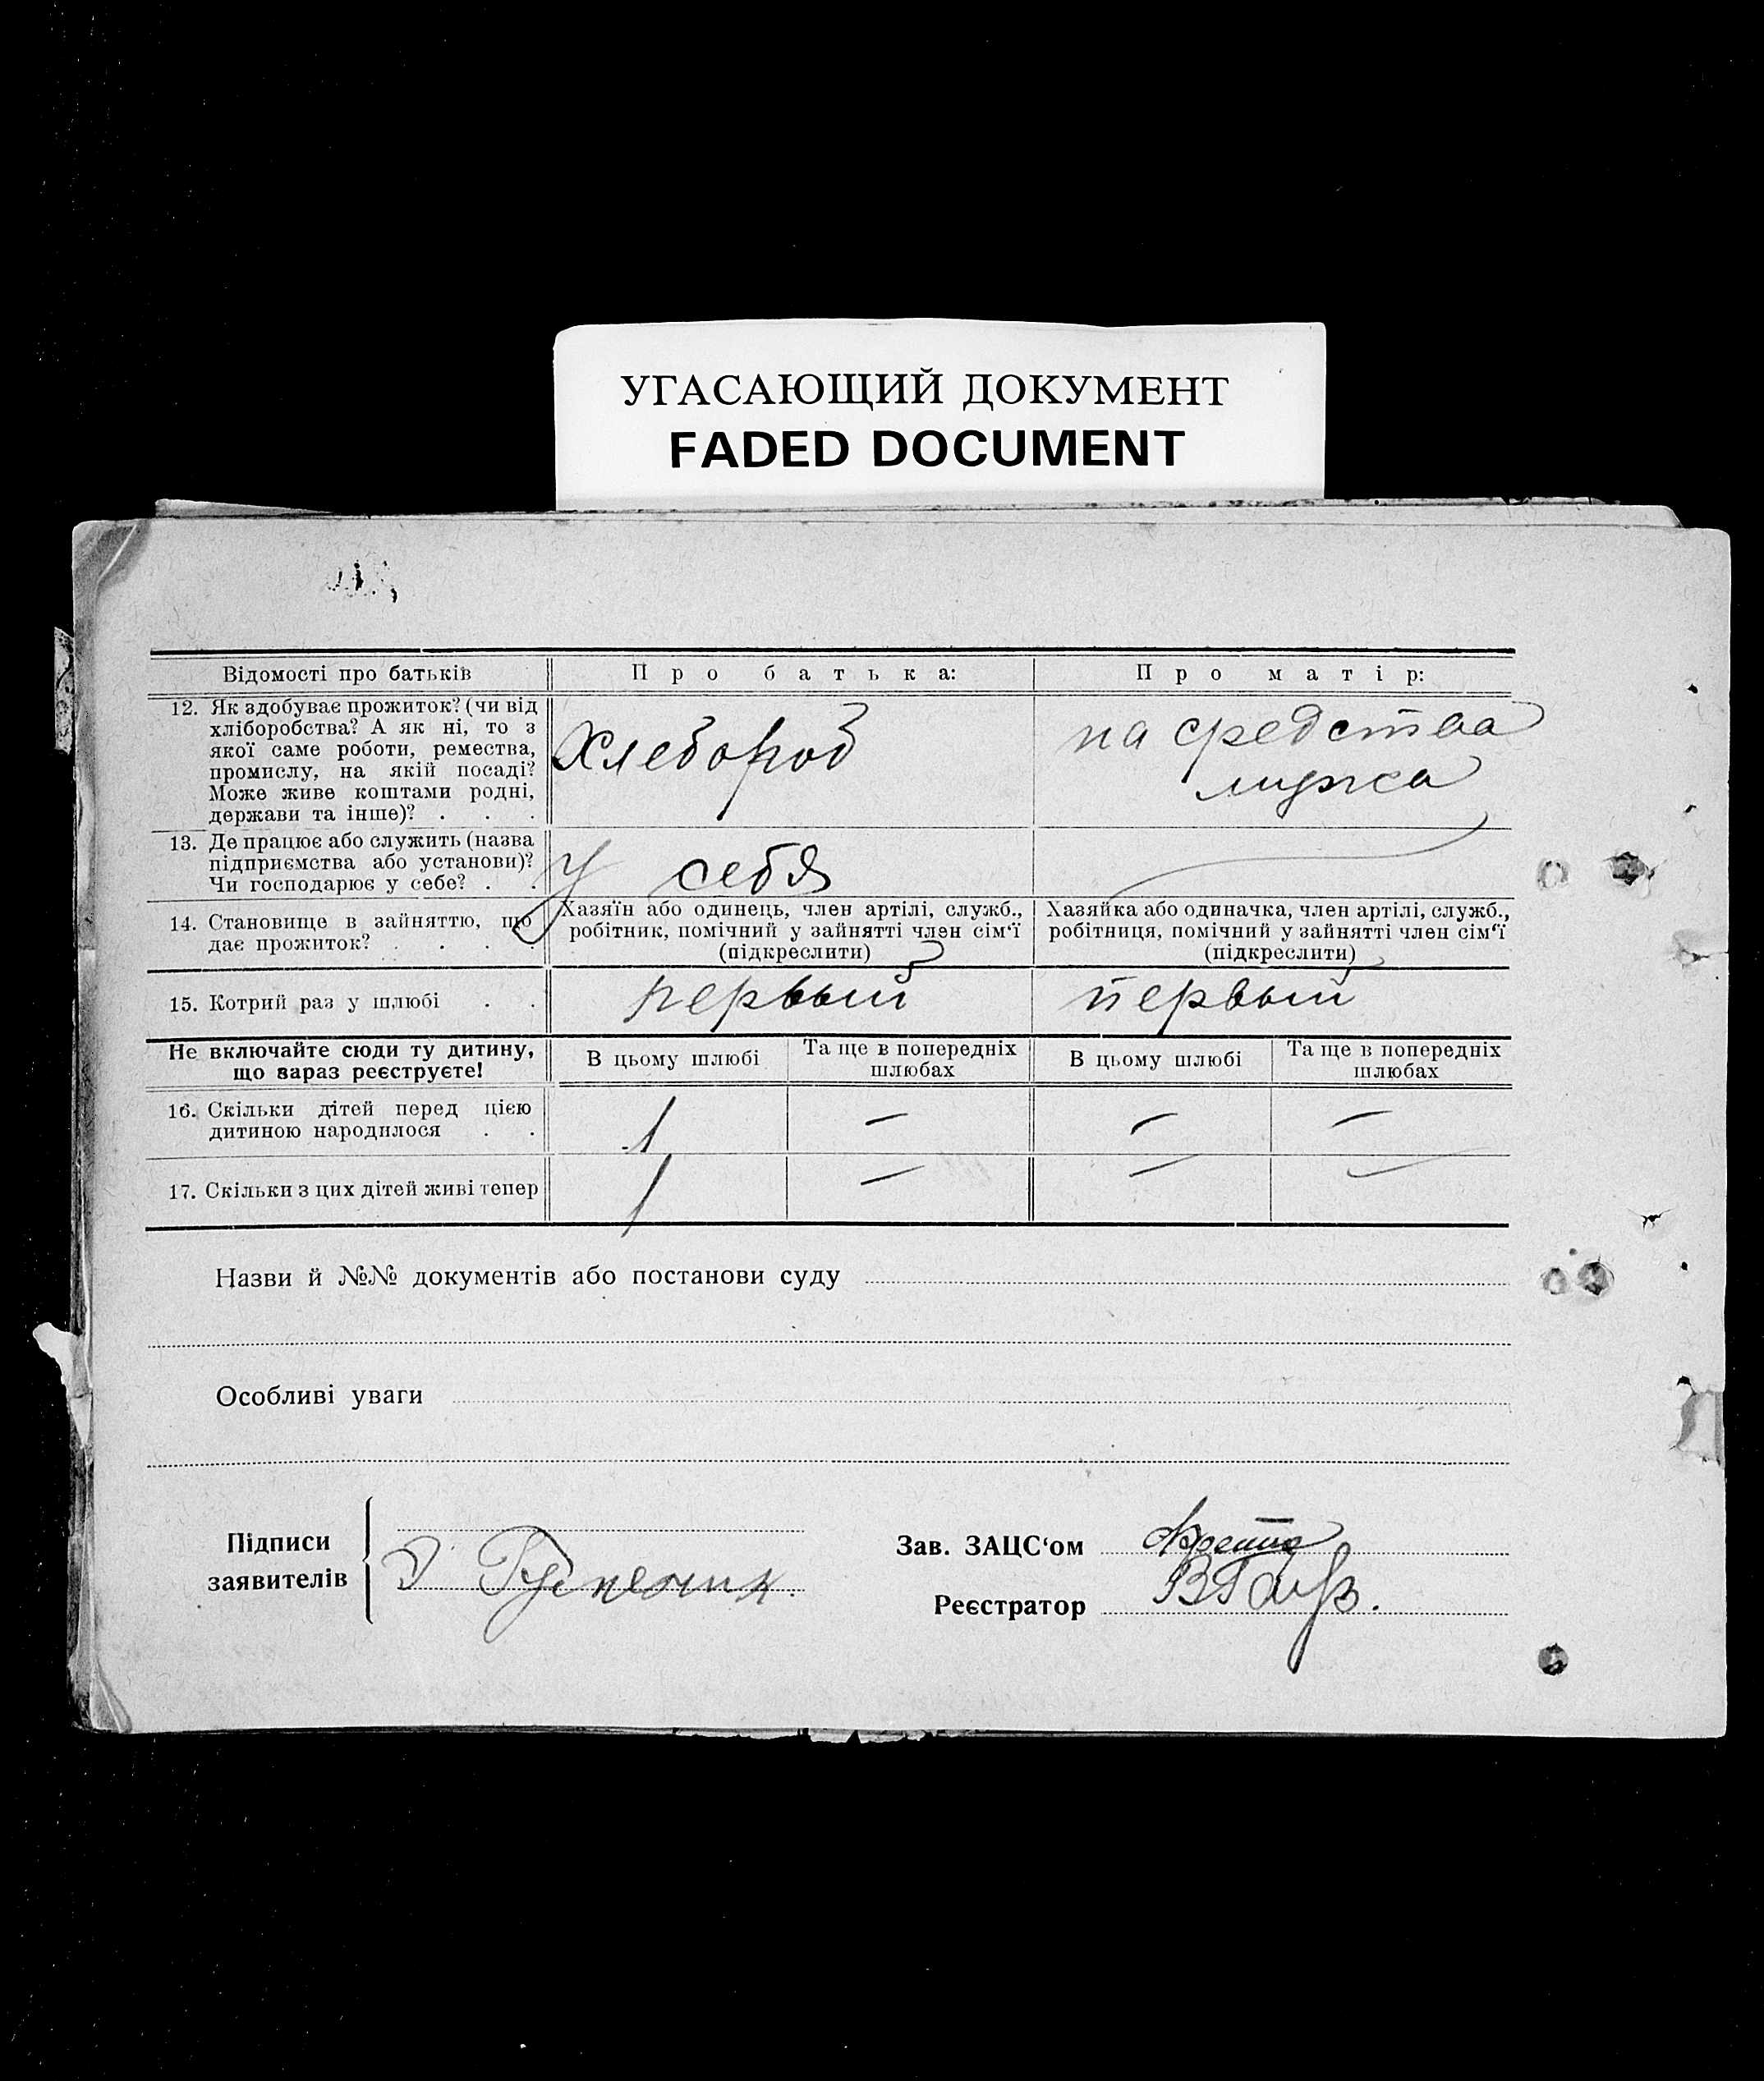 УГАСАЮЩИЙ ДОКУМЕНТ
FADED DOCUMENT
Відомості про батьків
Про батька:
Про матір:
12. Як здобуває прожиток? (чи від
хліборобства? А як ні, то з
якої саме роботи, ремества,
промислу, на якій посаді?
Може живе коштами родні,
держави та інше)? . . .
Хлебороб
на средства
мужа
13. Де працює або служить (назва
підприємства або установи)?
Чи господарює у себе? . .
У себя
14. Становище в зайняттю, що
дає прожиток? . . . .
Хазяїн або одинець, член артілі, служб.,
робітник, помічний у зайнятті член сім'ї
(підкреслити)
Хазяйка або одиначка, член артілі, служб.,
робітниця, помічний у зайнятті член сім'ї
(підкреслити)
15. Котрий раз у шлюбі . .
первый
первый
Не включайте сюди ту дитину,
що зараз реєструєте!
В цьому шлюбі
Та ще в попередніх
шлюбах
В цьому шлюбі
Та ще в попередніх
шлюбах
16. Скільки дітей перед цією
дитиною народилося . .
1 — — —
17. Скільки з цих дітей живі тепер
1 — — —
Назви й №№ документів або постанови суду
Особливі уваги
Підписи
заявителів
Зав. ЗАЦС'ом
Реєстратор